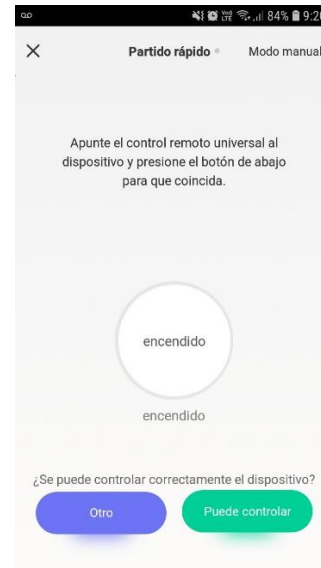 84% 9:20
Partido rápido Modo manual
Apunte el control remoto universal al
dispositivo y presione el botón de abajo
para que coincida.
encendido
encendido
¿Se puede controlar correctamente el dispositivo?
Otro Puede controlar